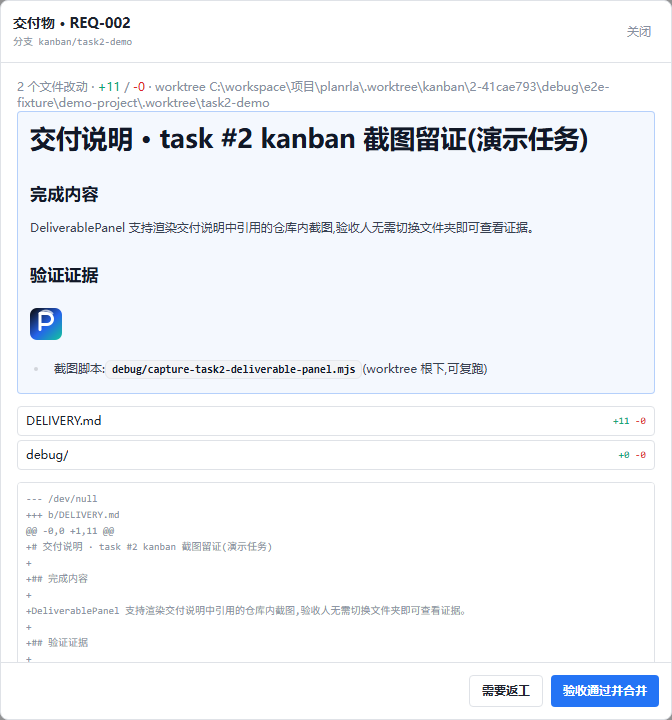 交付物 • REQ-002
分支 kanban/task2-demo
关闭
2 个文件改动 · +11 / -0 · worktree C:\workspace\项目\planrla\.worktree\kanban\2-41cae793\debug\e2e-
fixture\demo-project\.worktree\task2-demo
交付说明 • task #2 kanban 截图留证(演示任务)
完成内容
DeliverablePanel 支持渲染交付说明中引用的仓库内截图,验收人无需切换文件夹即可查看证据。
验证证据
P
截图脚本: debug/capture-task2-deliverable-panel.mjs (worktree 根下,可复跑)
DELIVERY.md +11 -0
debug/ +0 -0
--- /dev/null
+++ b/DELIVERY.md
@@ -0,0 +1,11 @@
+# 交付说明 · task #2 kanban 截图留证(演示任务)
+
+## 完成内容
+
+DeliverablePanel 支持渲染交付说明中引用的仓库内截图,验收人无需切换文件夹即可查看证据。
+
+## 验证证据
+
需要返工 验收通过并合并